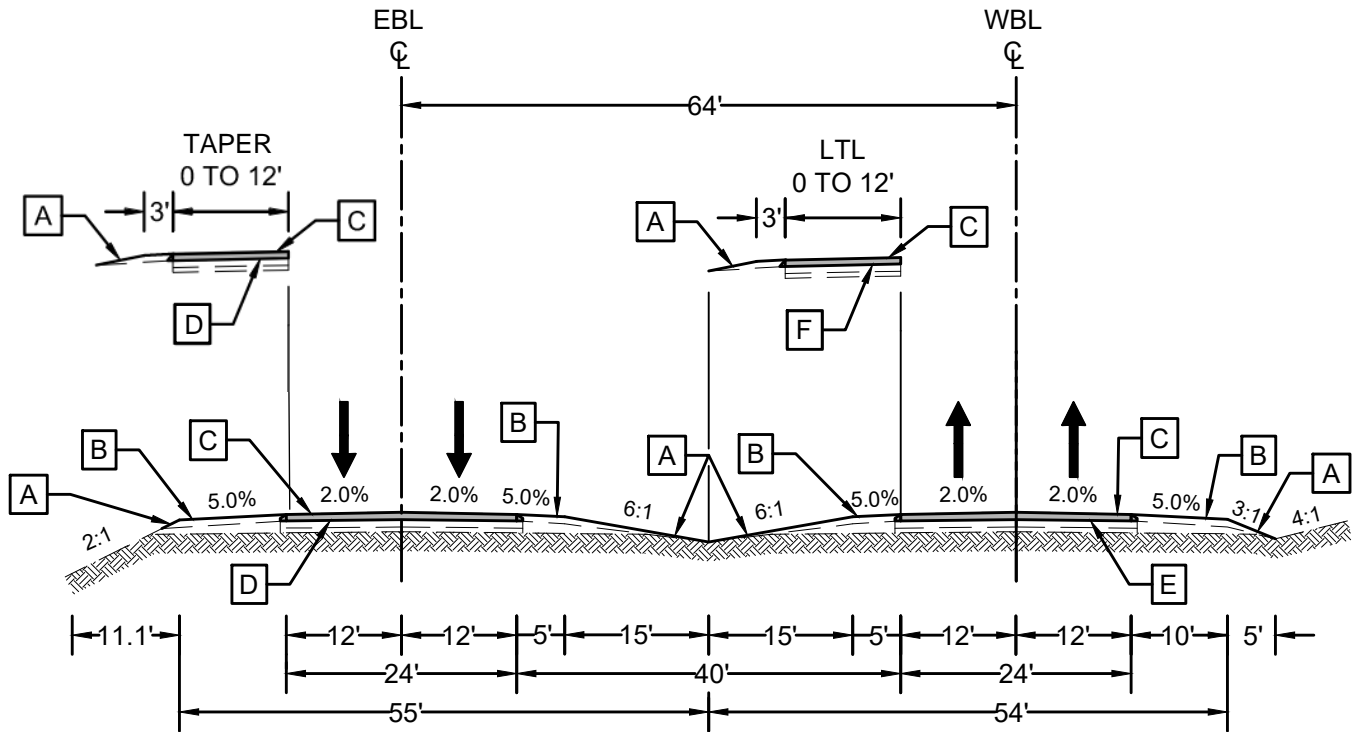 EBL
℄
WBL
℄
64'
TAPER
0 TO 12'
LTL
0 TO 12'
A
3'
C
A
3'
C
D
F
B
C
B
A
B
C
B
A
A
5.0%
2.0%
2.0%
5.0%
6:1
6:1
5.0%
2.0%
2.0%
5.0%
3:1
4:1
2:1
D
E
11.1'
12'
12'
5'
15'
15'
5'
12'
12'
10'
5'
24'
40'
24'
55'
54'